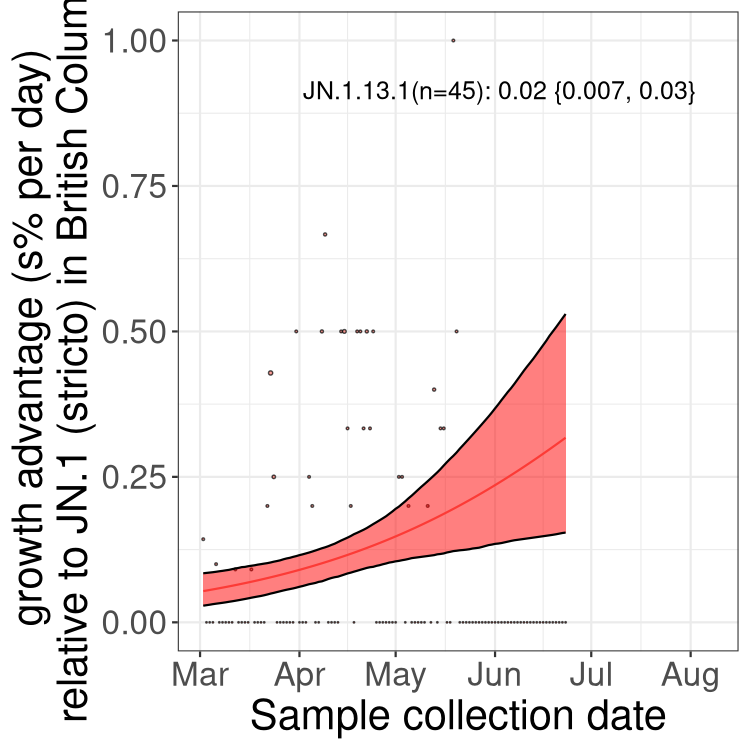 growth advantage (s% per day)
relative to JN.1 (stricto) in British Colum
1.00
0.75
0.50
0.25
0.00
JN.1.13.1(n=45): 0.02 {0.007, 0.03}
Mar Apr May Jun Jul Aug
Sample collection date